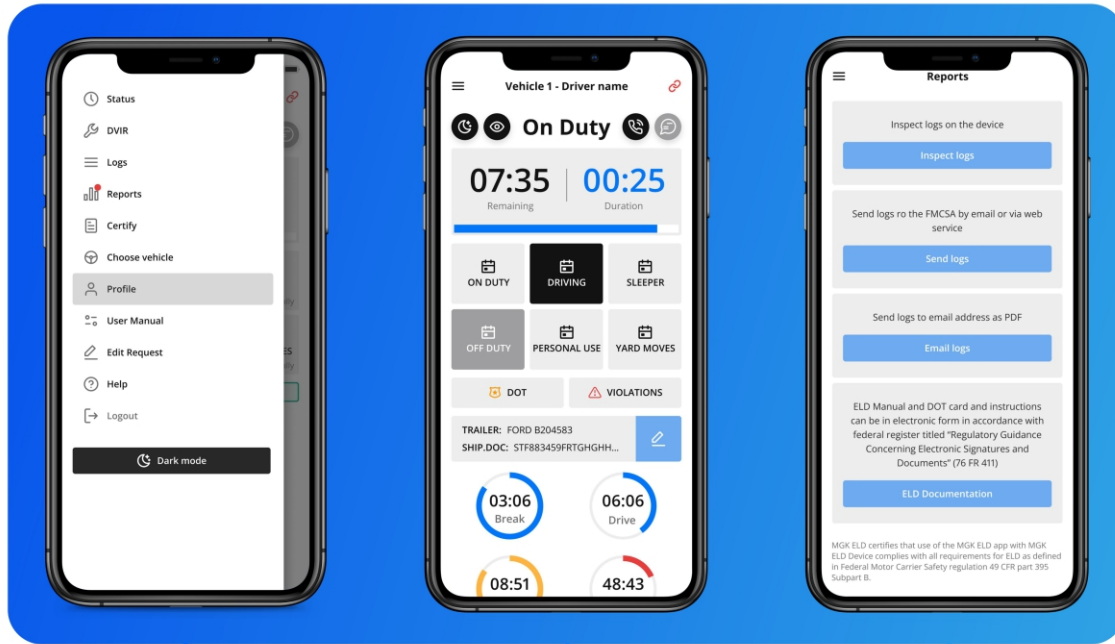 Status
DVIR
Logs
Reports
Certify
Choose vehicle
Profile
User Manual
Edit Request
Help
Logout
Dark mode
Vehicle 1 - Driver name
On Duty
07:35
Remaining
00:25
Duration
ON DUTY
DRIVING
SLEEPER
OFF DUTY
PERSONAL USE
YARD MOVES
DOT
VIOLATIONS
TRAILER: FORD B204583
SHIP.DOC: STF883459FRTGHGHH...
03:06
Break
06:06
Drive
08:51
48:43
Reports
Inspect logs on the device
Inspect logs
Send logs ro the FMCSA by email or via web
service
Send logs
Send logs to email address as PDF
Email logs
ELD Manual and DOT card and instructions
can be in electronic form in accordance with
federal register titled "Regulatory Guidance
Concerning Electronic Signatures and
Documents" (76 FR 411)
ELD Documentation
MGK ELD certifies that use of the MGK ELD app with MGK
ELD Device complies with all requirements for ELD as defined
in Federal Motor Carrier Safety regulation 49 CFR part 395
Subpart B.